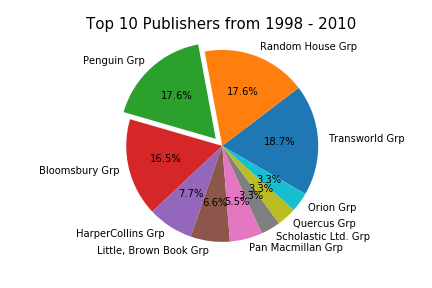 Top 10 Publishers from 1998 - 2010
Penguin Grp
Random House Grp
17.6%
17.6%
Transworld Grp
18.7%
Bloomsbury Grp
16.5%
HarperCollins Grp
7.7%
Little, Brown Book Grp
6.6%
Pan Macmillan Grp
5.5%
Scholastic Ltd. Grp
3.3%
Quercus Grp
3.3%
Orion Grp
3.3%